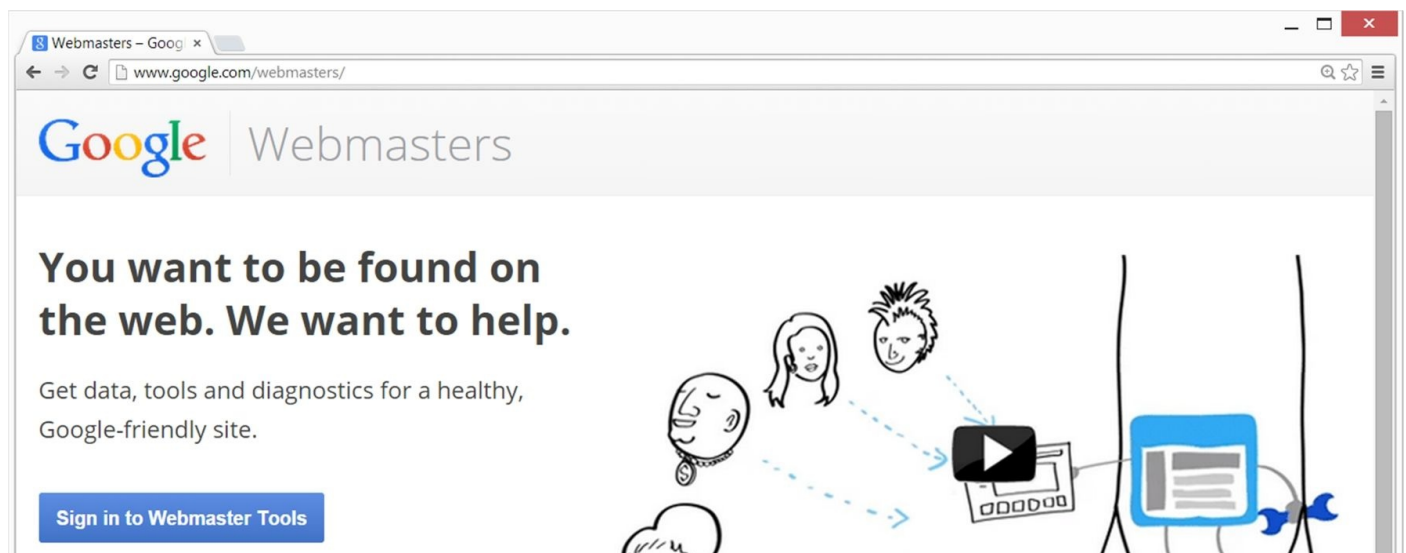 Webmasters – Goog
www.google.com/webmasters/
Google Webmasters
You want to be found on
the web. We want to help.
Get data, tools and diagnostics for a healthy,
Google-friendly site.
Sign in to Webmaster Tools